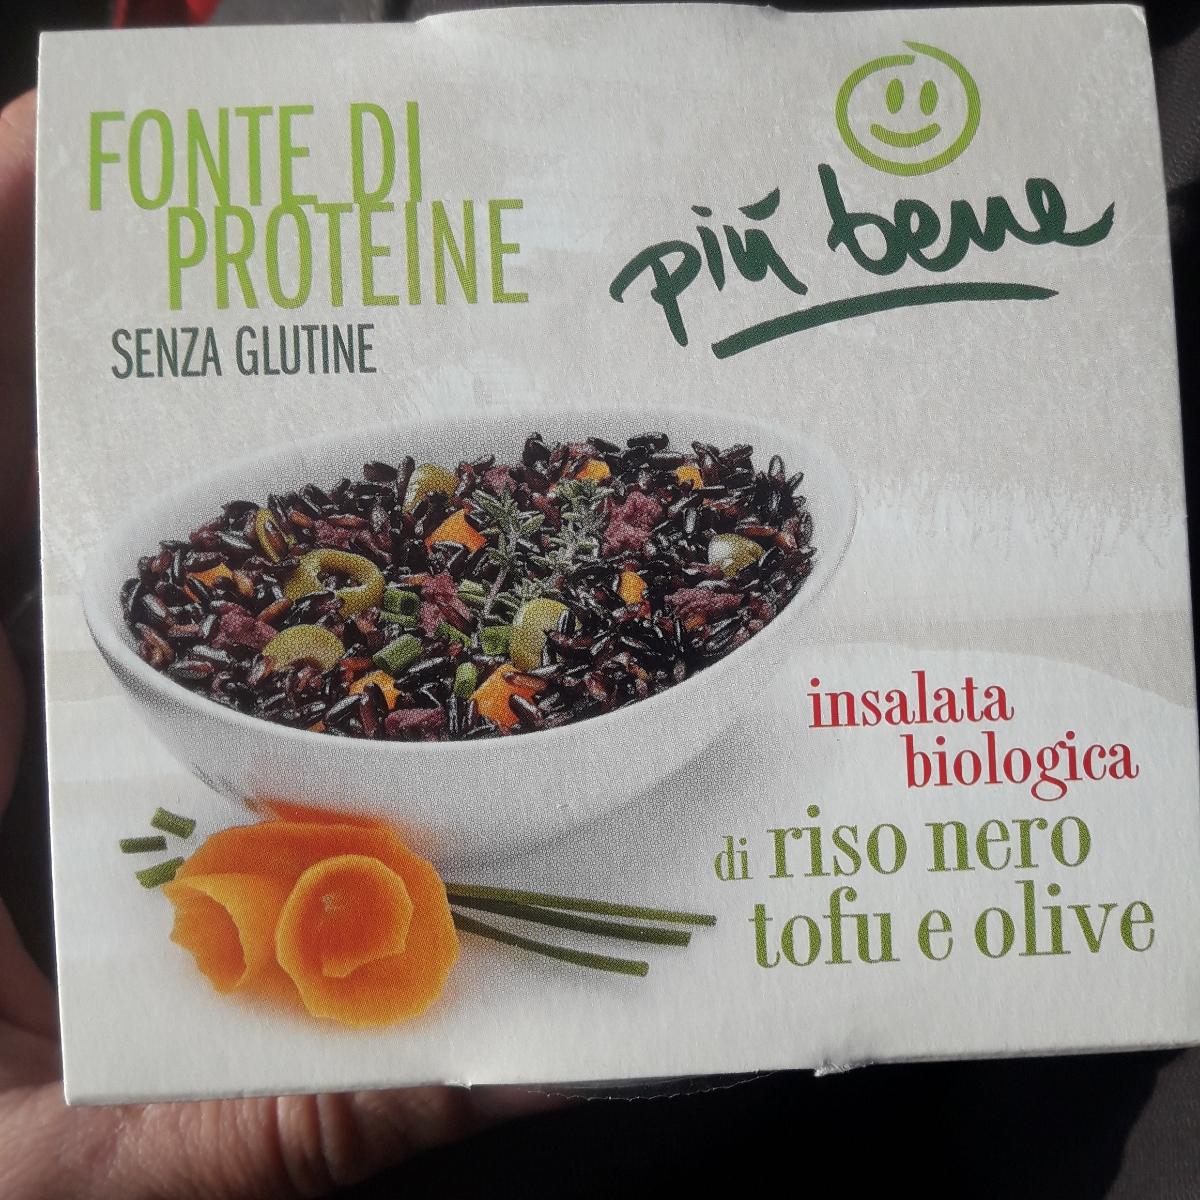 FONTE DI
PROTEINE
SENZA GLUTINE
più bene
insalata
biologica
di riso nero
tofu e olive